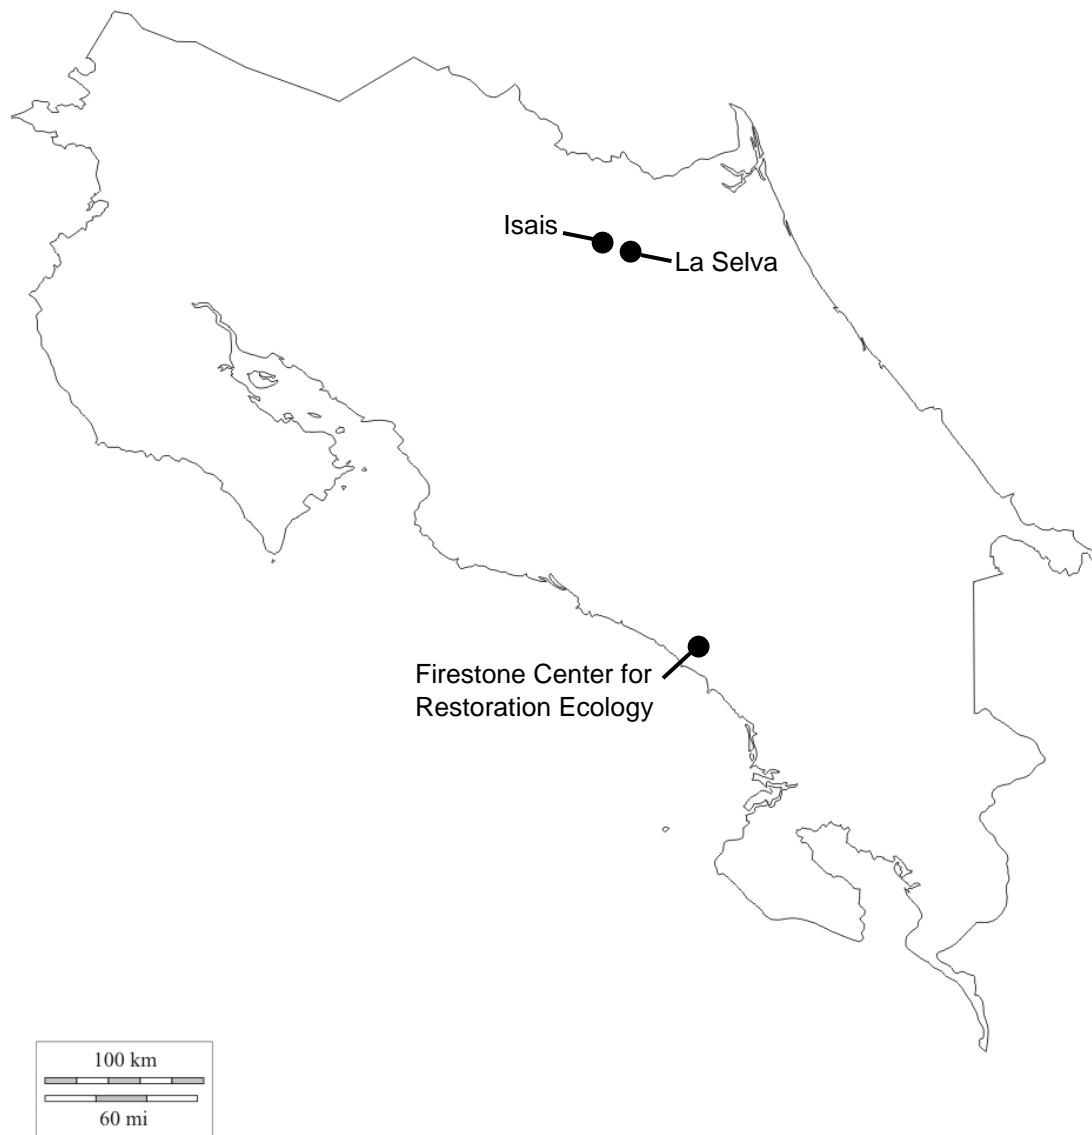 Isais
La Selva
Firestone Center for
Restoration Ecology
100 km
60 mi